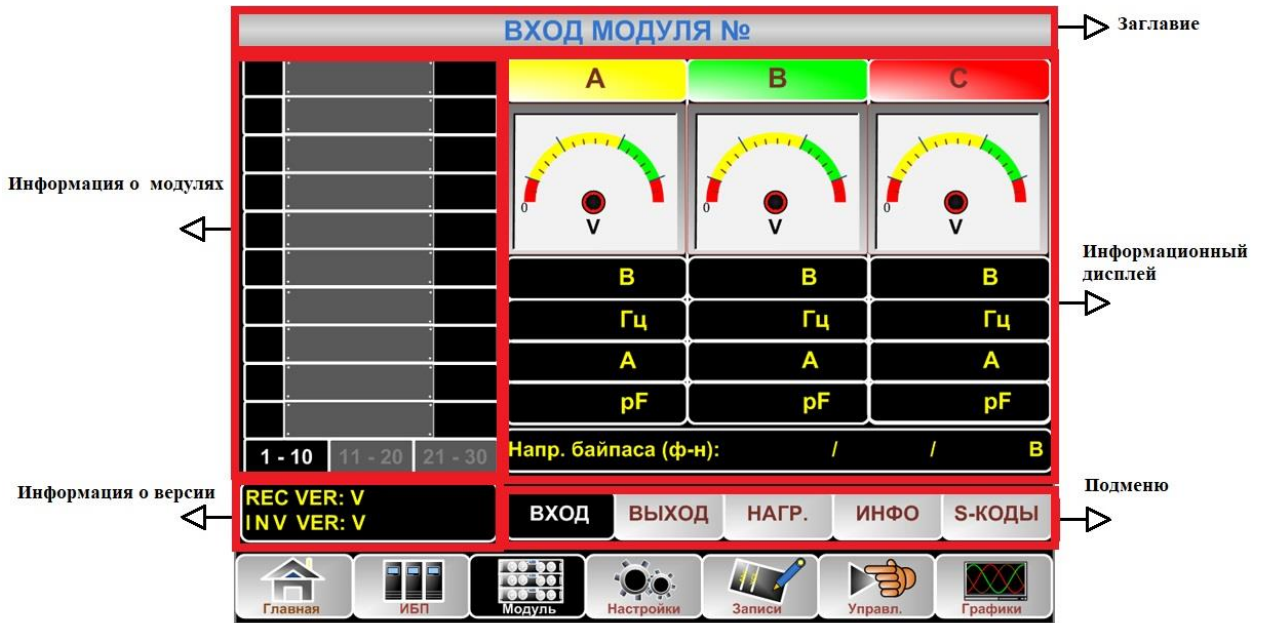 ВХОД МОДУЛЯ №
Заглавие
A B C
Информация о модулях
0 0 0
V V V
В В В
Информационный
дисплей
Гц Гц Гц
А А А
pF pF pF
1 - 10 11 - 20 21 - 30
Напр. байпаса (ф-н): / / В
Информация о версии
REC VER: V
INV VER: V
ВХОД ВЫХОД НАГР. ИНФО S-КОДЫ
Подменю
Главная ИБП Модуль Настройки Записи Управл. Графики